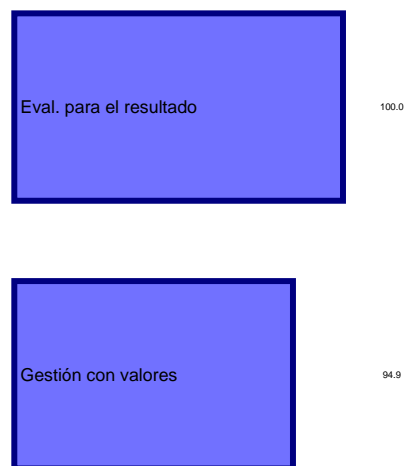 Eval. para el resultado 100.0
Gestión con valores 94.9